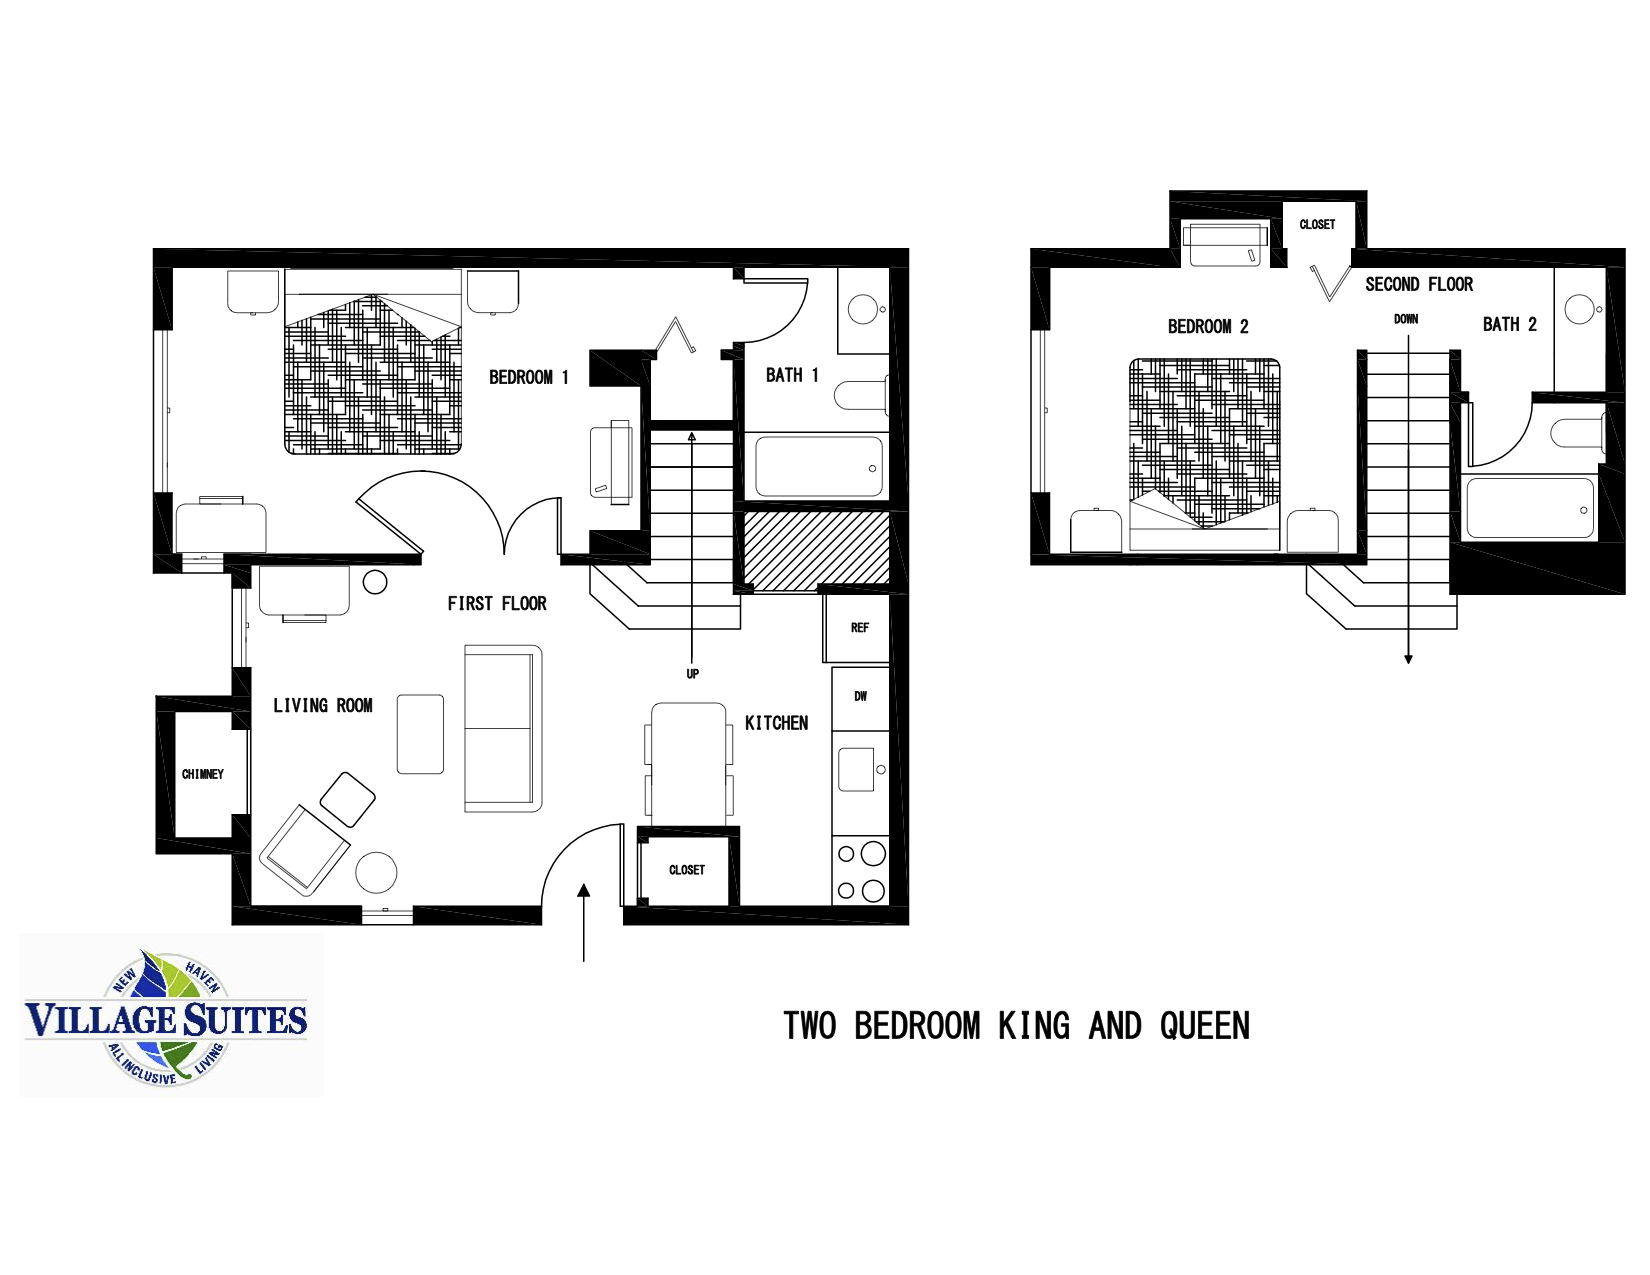 CLOSET
SECOND FLOOR
DOWN
BEDROOM 2
BATH 2
BEDROOM 1
BATH 1
FIRST FLOOR
REF
UP
DW
LIVING ROOM
KITCHEN
CHIMNEY
CLOSET
NEW HAVEN
VILLAGE SUITES
ALL INCLUSIVE LIVING
TWO BEDROOM KING AND QUEEN